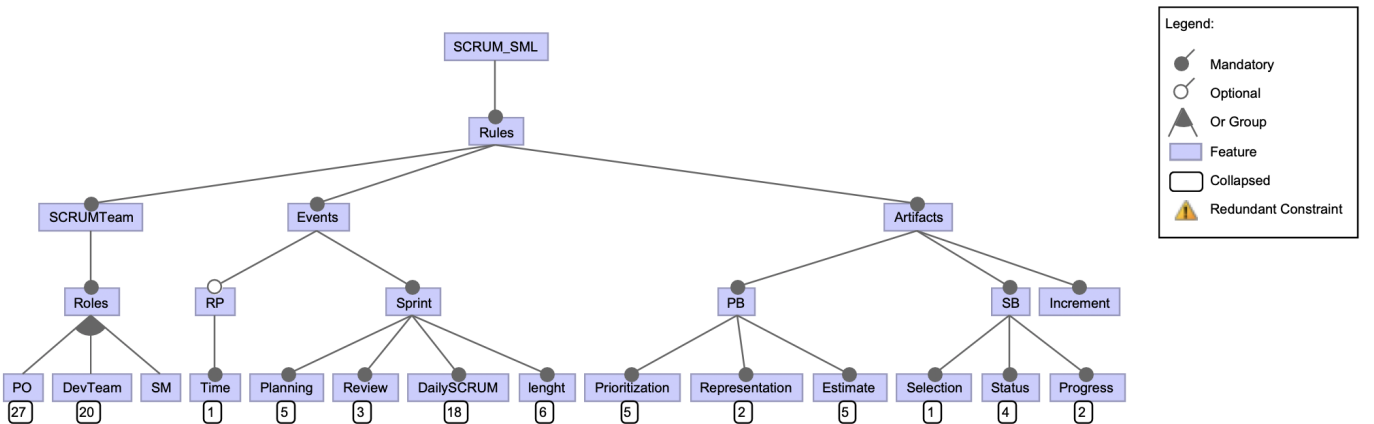 SCRUM_SML
Rules
SCRUMTeam
Events
Artifacts
Roles
RP
Sprint
PB
SB
Increment
PO
DevTeam
SM
Time
Planning
Review
DailySCRUM
lenght
Prioritization
Representation
Estimate
Selection
Status
Progress
27
20
1
5
3
18
6
5
2
5
1
4
2
Legend:
Mandatory
Optional
Or Group
Feature
Collapsed
Redundant Constraint